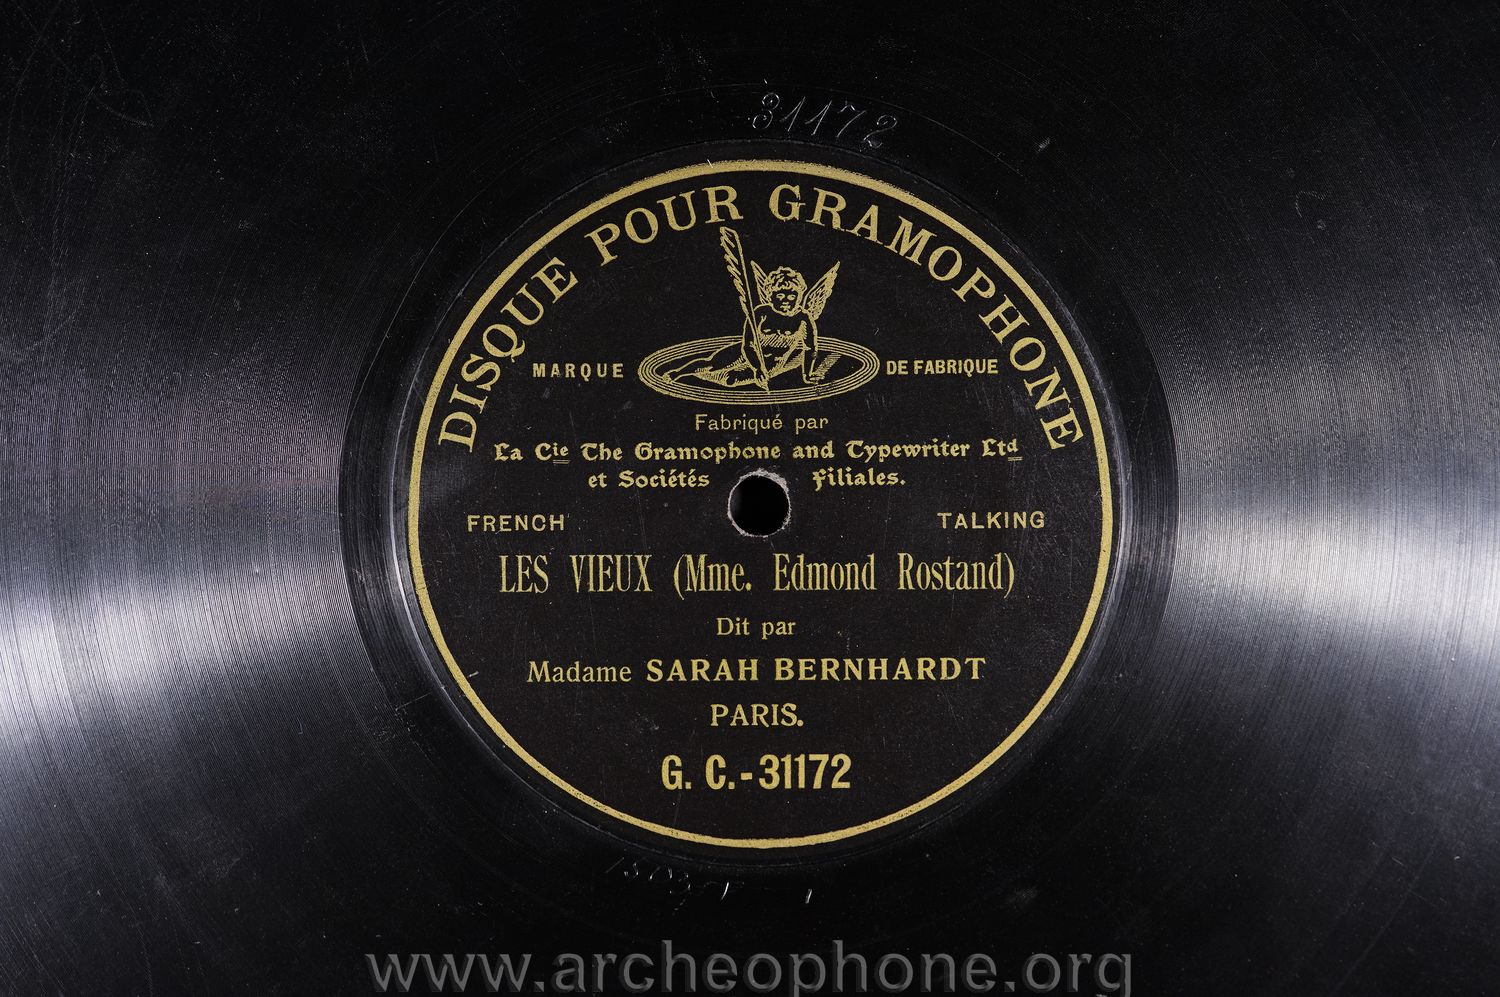 31172
DISQUE POUR GRAMOPHONE
MARQUE DE FABRIQUE
Fabriqué par
La Cie The Gramophone and Typewriter Ltd
et Sociétés Filiales.
FRENCH TALKING
LES VIEUX (Mme. Edmond Rostand)
Dit par
Madame SARAH BERNHARDT
PARIS.
G. C.-31172
www.archeophone.org